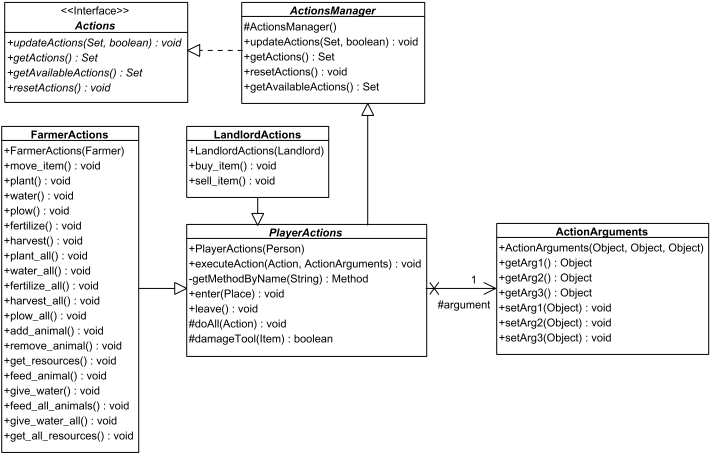 <<Interface>>
Actions
+updateActions(Set, boolean) : void
+getActions() : Set
+getAvailableActions() : Set
+resetActions() : void
ActionsManager
#ActionsManager()
+updateActions(Set, boolean) : void
+getActions() : Set
+resetActions() : void
+getAvailableActions() : Set
FarmerActions
+FarmerActions(Farmer)
+move_item() : void
+plant() : void
+water() : void
+plow() : void
+fertilize() : void
+harvest() : void
+plant_all() : void
+water_all() : void
+fertilize_all() : void
+harvest_all() : void
+plow_all() : void
+add_animal() : void
+remove_animal() : void
+get_resources() : void
+feed_animal() : void
+give_water() : void
+feed_all_animals() : void
+give_water_all() : void
+get_all_resources() : void
LandlordActions
+LandlordActions(Landlord)
+buy_item() : void
+sell_item() : void
PlayerActions
+PlayerActions(Person)
+executeAction(Action, ActionArguments) : void
-getMethodByName(String) : Method
+enter(Place) : void
+leave() : void
#doAll(Action) : void
#damageTool(Item) : boolean
1
#argument
ActionArguments
+ActionArguments(Object, Object, Object)
+getArg1() : Object
+getArg2() : Object
+getArg3() : Object
+setArg1(Object) : void
+setArg2(Object) : void
+setArg3(Object) : void